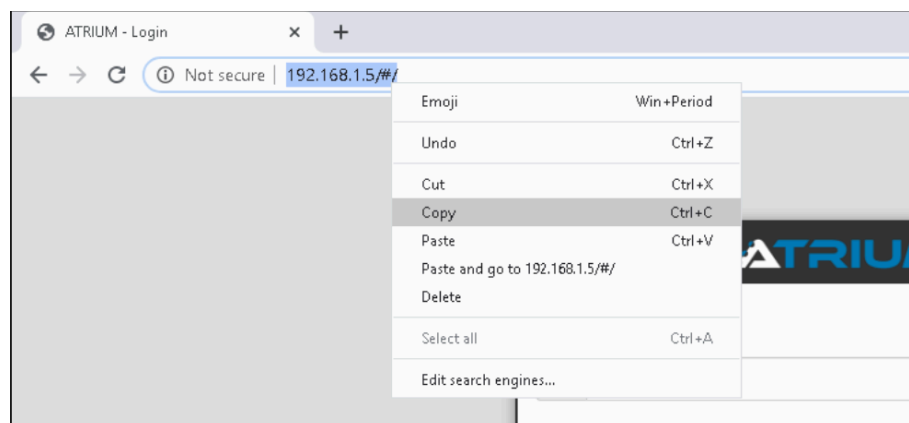 ATRIUM - Login
Not secure | 192.168.1.5/#/
Emoji Win+Period
Undo Ctrl+Z
Cut Ctrl+X
Copy Ctrl+C
Paste Ctrl+V
Paste and go to 192.168.1.5/#/
Delete
Select all Ctrl+A
Edit search engines...
ATRIU